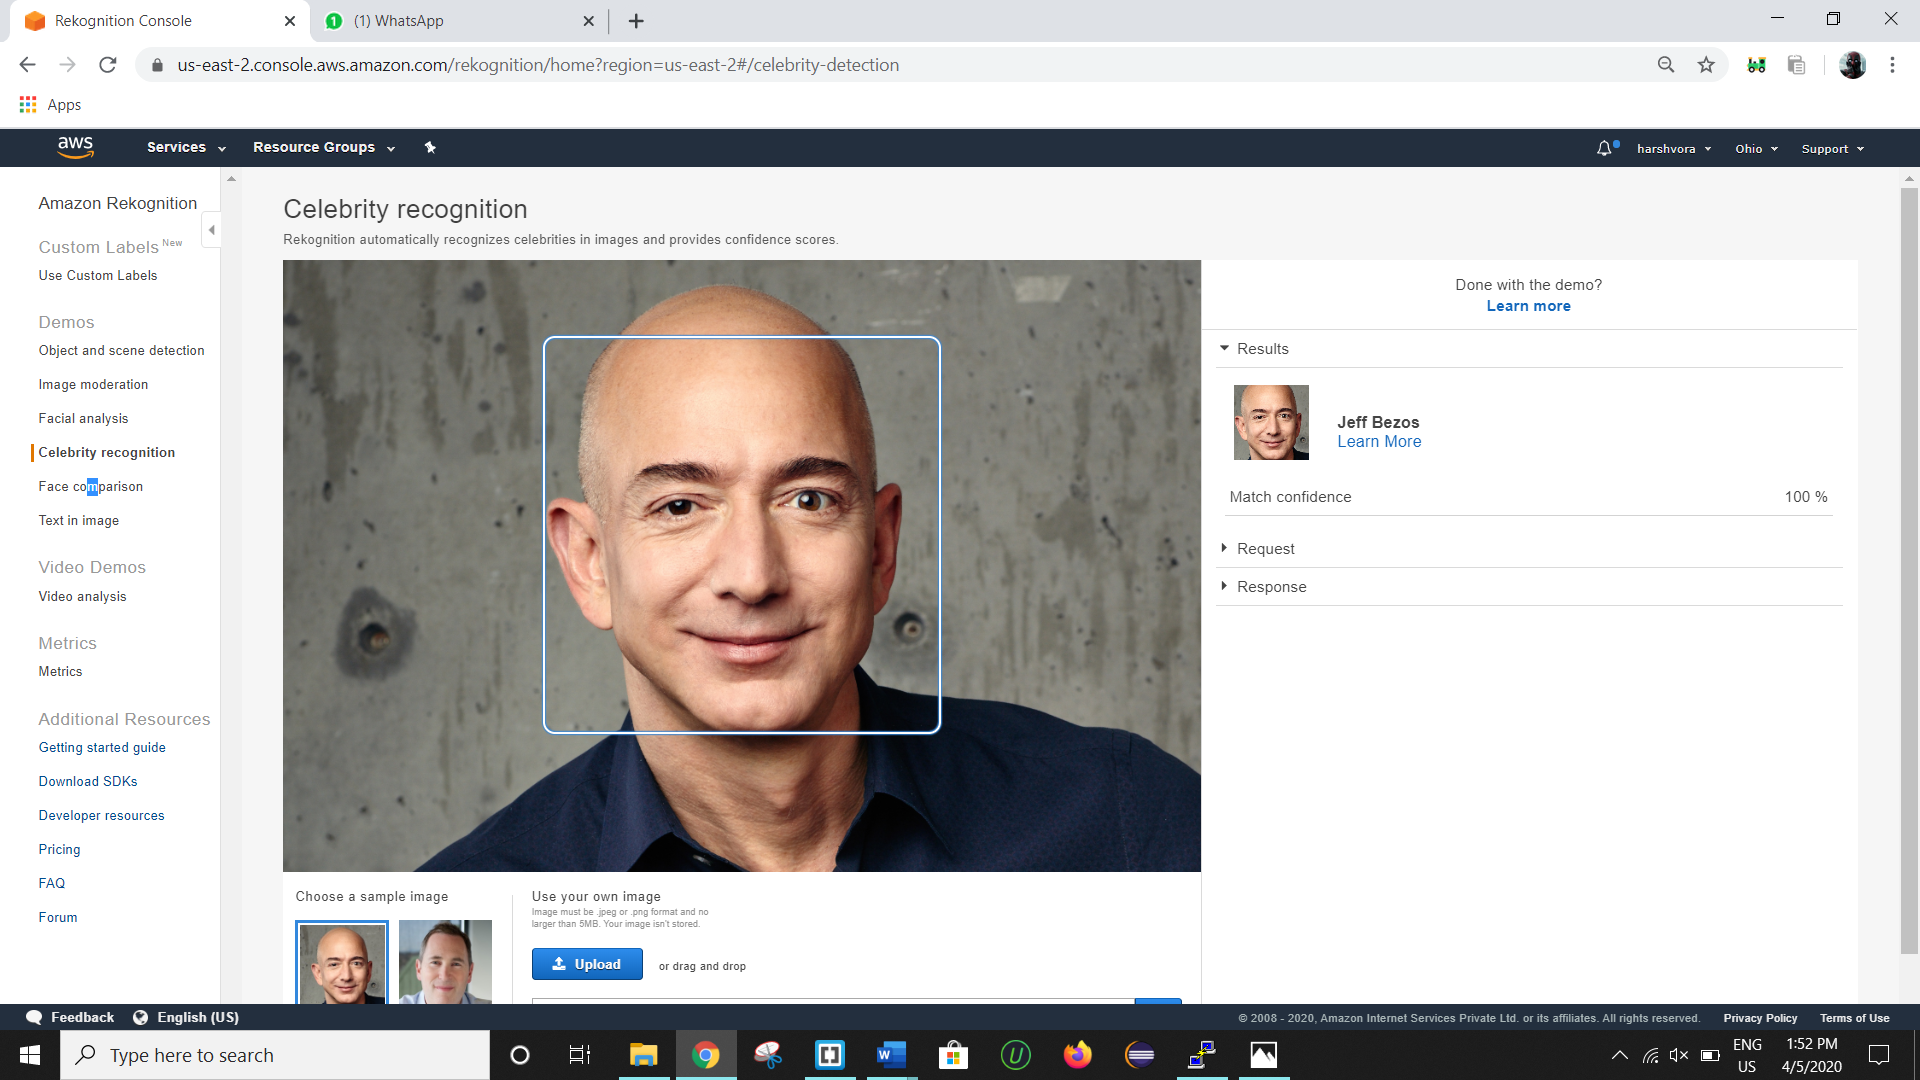 Rekognition Console
(1) WhatsApp
us-east-2.console.aws.amazon.com/rekognition/home?region=us-east-2#/celebrity-detection
Apps
aws
Services
Resource Groups
harshvora
Ohio
Support
Amazon Rekognition
Custom Labels New
Use Custom Labels
Demos
Object and scene detection
Image moderation
Facial analysis
Celebrity recognition
Face comparison
Text in image
Video Demos
Video analysis
Metrics
Metrics
Additional Resources
Getting started guide
Download SDKs
Developer resources
Pricing
FAQ
Forum
Celebrity recognition
Rekognition automatically recognizes celebrities in images and provides confidence scores.
Done with the demo?
Learn more
Results
Jeff Bezos
Learn More
Match confidence 100 %
Request
Response
Choose a sample image
Use your own image
Image must be .jpeg or .png format and no
larger than 5MB. Your image isn't stored.
Upload
or drag and drop
Feedback
English (US)
© 2008 - 2020, Amazon Internet Services Private Ltd. or its affiliates. All rights reserved.
Privacy Policy
Terms of Use
Type here to search
ENG
US
1:52 PM
4/5/2020